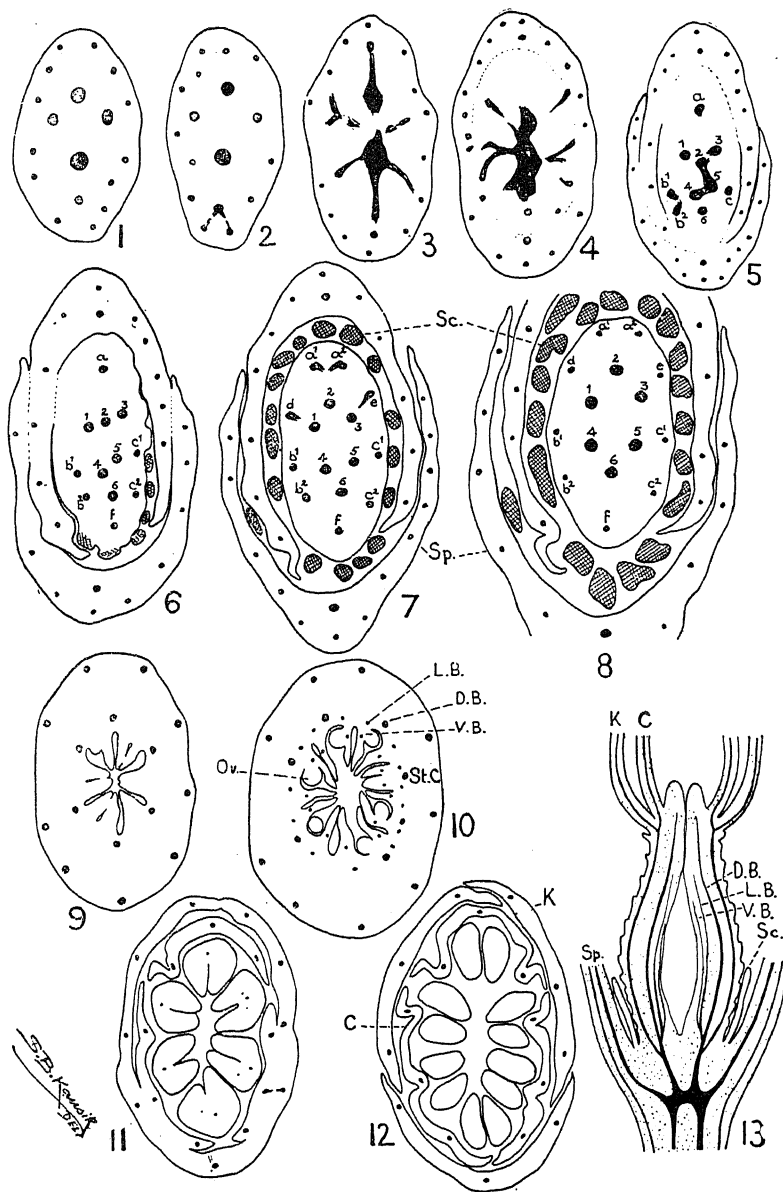 1
2
3
4
a
1
2
3
4
5
6
b¹
b²
c
5
a
1
2
3
4
5
6
b¹
b²
c¹
c²
f
6
Sc.
a¹ a²
d
e
1
2
3
4
5
6
b¹
b²
c¹
c²
f
Sp.
7
a¹ a²
d
e
1
2
3
4
5
6
b¹
b²
c¹
c²
f
8
9
L.B.
D.B.
V.B.
Ov.
St.C
10
11
K
C
12
K C
D.B.
L.B.
V.B.
Sc.
Sp.
13